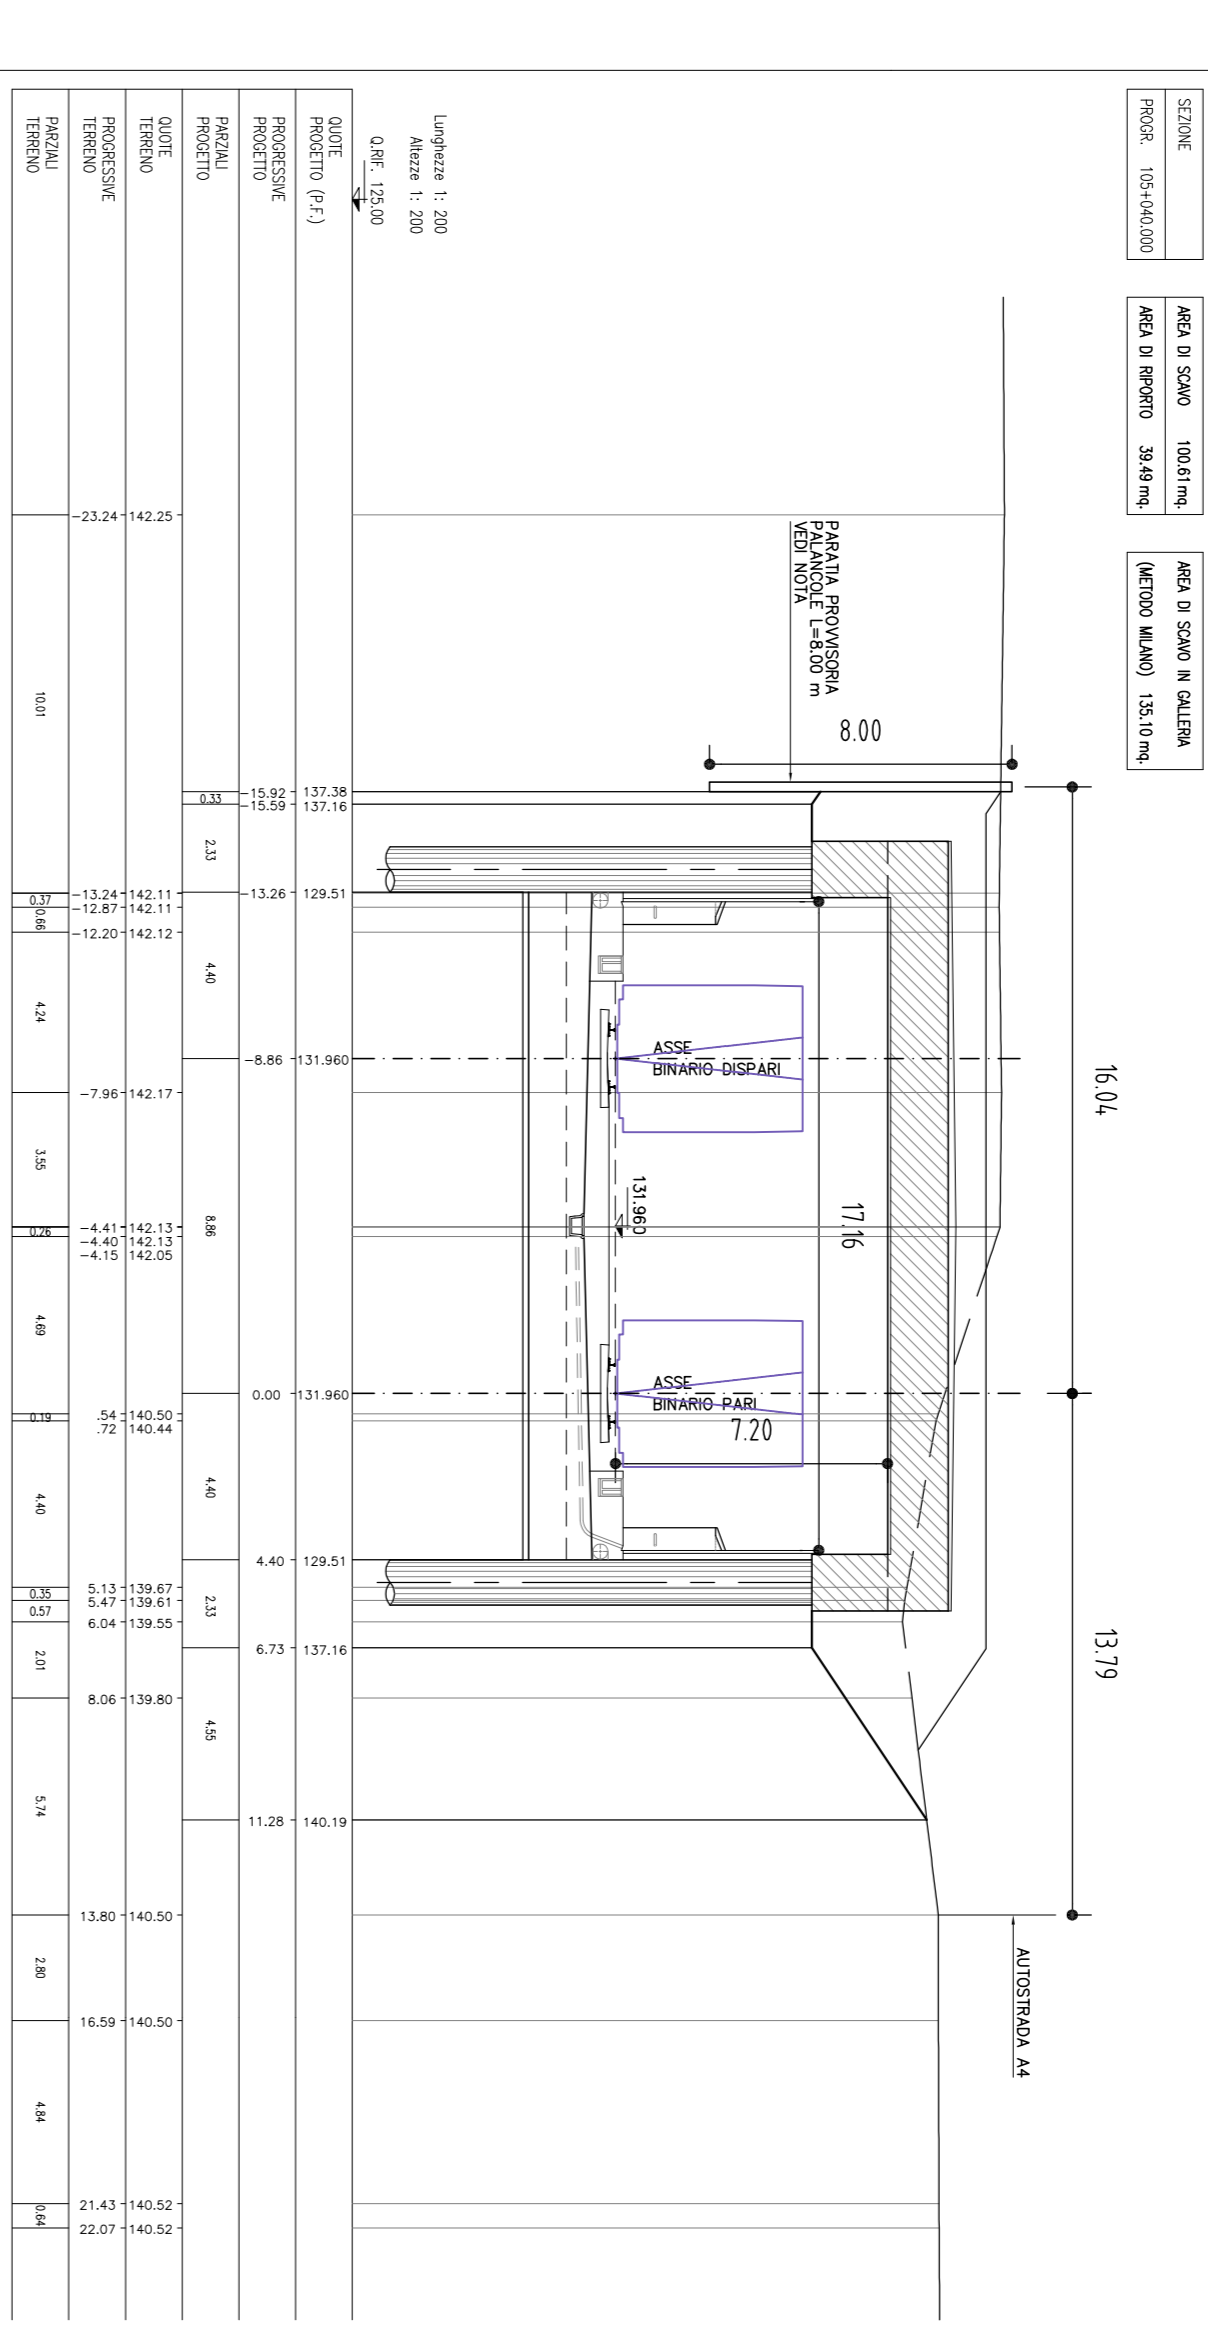 SEZIONE
PROGR. 105+040.000
AREA DI SCAVO 100.61 mq.
AREA DI RIPORTO 39.49 mq.
AREA DI SCAVO IN GALLERIA
(METODO MILANO) 135.10 mq.
16.04
13.79
AUTOSTRADA A4
8.00
PARATIA PROVVISORIA
PALANCOLE L=8.00 m
VEDI NOTA
17.16
7.20
ASSE
BINARIO DISPARI
131.960
ASSE
BINARIO PARI
Lunghezze 1: 200
Altezze 1: 200
Q.RIF. 125.00
QUOTE
PROGETTO (P.F.)
137.38
137.16
129.51
131.960
131.960
129.51
137.16
140.19
PROGRESSIVE
PROGETTO
-15.92
-15.59
-13.26
-8.86
0.00
4.40
6.73
11.28
PARZIALI
PROGETTO
0.33
2.33
4.40
8.86
4.40
2.33
4.55
QUOTE
TERRENO
142.25
142.11
142.11
142.12
142.17
142.13
142.13
142.05
140.50
140.44
139.67
139.61
139.55
139.80
140.50
140.50
140.52
140.52
PROGRESSIVE
TERRENO
-23.24
-13.24
-12.87
-12.20
-7.96
-4.41
-4.40
-4.15
.54
.72
5.13
5.47
6.04
8.06
13.80
16.59
21.43
22.07
PARZIALI
TERRENO
10.01
0.37
0.66
4.24
3.55
0.26
4.69
0.19
4.40
0.35
0.57
2.01
5.74
2.80
4.84
0.64